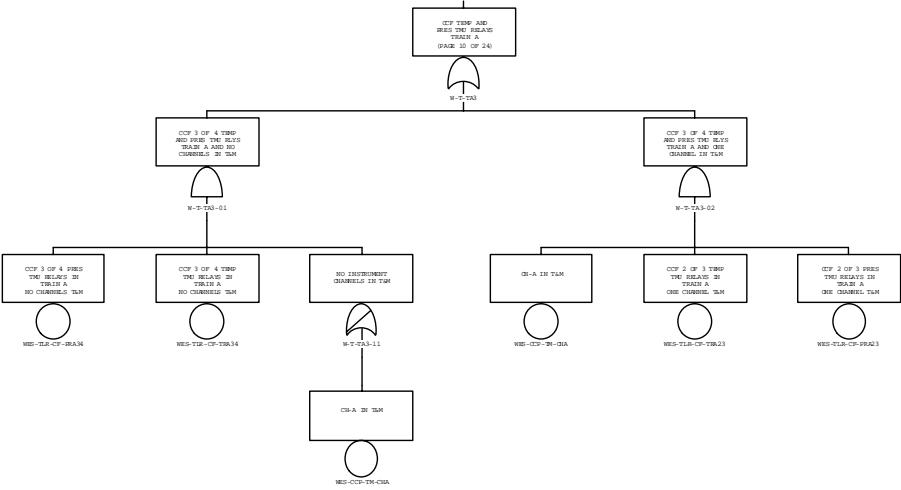 CCF TEMP AND
PRES TMU RELAYS
TRAIN A
(PAGE 10 OF 24)
W-T-TA3
CCF 3 OF 4 TEMP
AND PRES TMU RLYS
TRAIN A AND NO
CHANNELS IN T&M
W-T-TA3-01
CCF 3 OF 4 TEMP
AND PRES TMU RLYS
TRAIN A AND ONE
CHANNEL IN T&M
W-T-TA3-02
CCF 3 OF 4 PRES
TMU RELAYS IN
TRAIN A
NO CHANNELS T&M
WES-TLR-CF-PRA34
CCF 3 OF 4 TEMP
TMU RELAYS IN
TRAIN A
NO CHANNELS T&M
WES-TLR-CF-TRA34
NO INSTRUMENT
CHANNELS IN T&M
W-T-TA3-11
CH-A IN T&M
WES-CCP-TM-CHA
CCF 2 OF 3 TEMP
TMU RELAYS IN
TRAIN A
ONE CHANNEL T&M
WES-TLR-CF-TRA23
CCF 2 OF 3 PRES
TMU RELAYS IN
TRAIN A
ONE CHANNEL T&M
WES-TLR-CF-PRA23
CH-A IN T&M
WES-CCP-TM-CHA